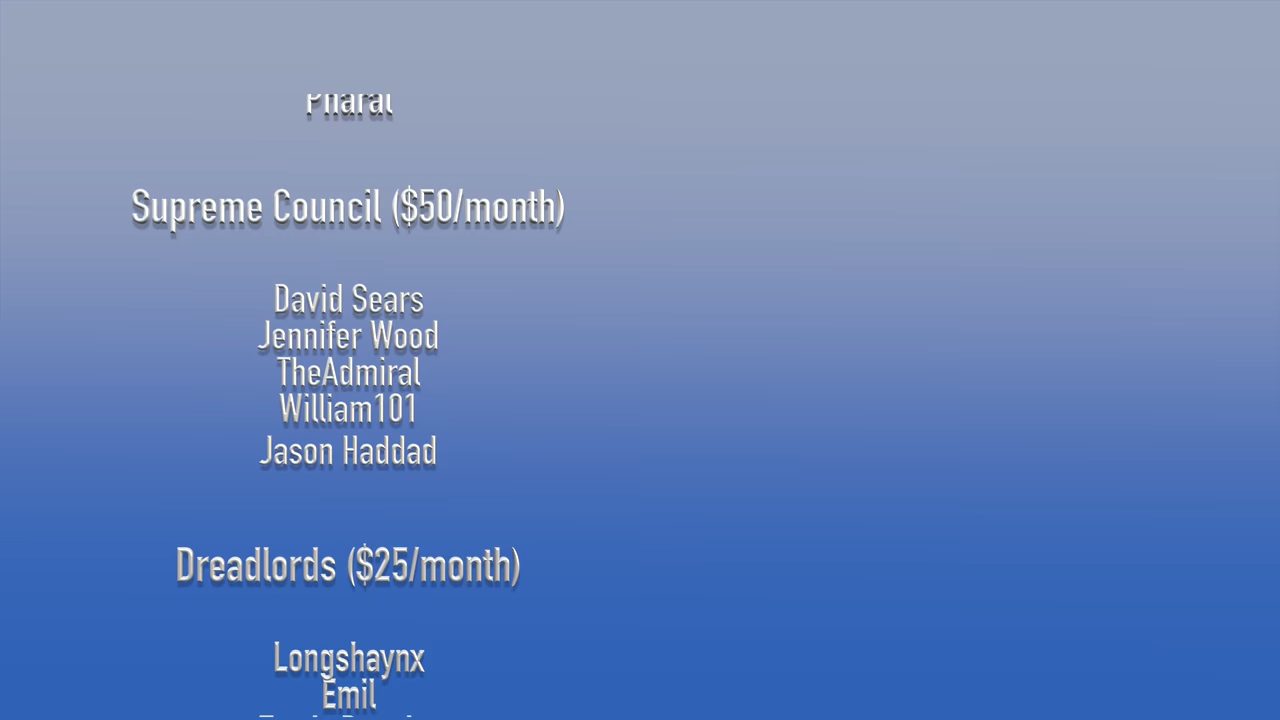 Supreme Council ($50/month)
David Sears
Jennifer Wood
TheAdmiral
William101
Jason Haddad
Dreadlords ($25/month)
Longshaynx
Emil